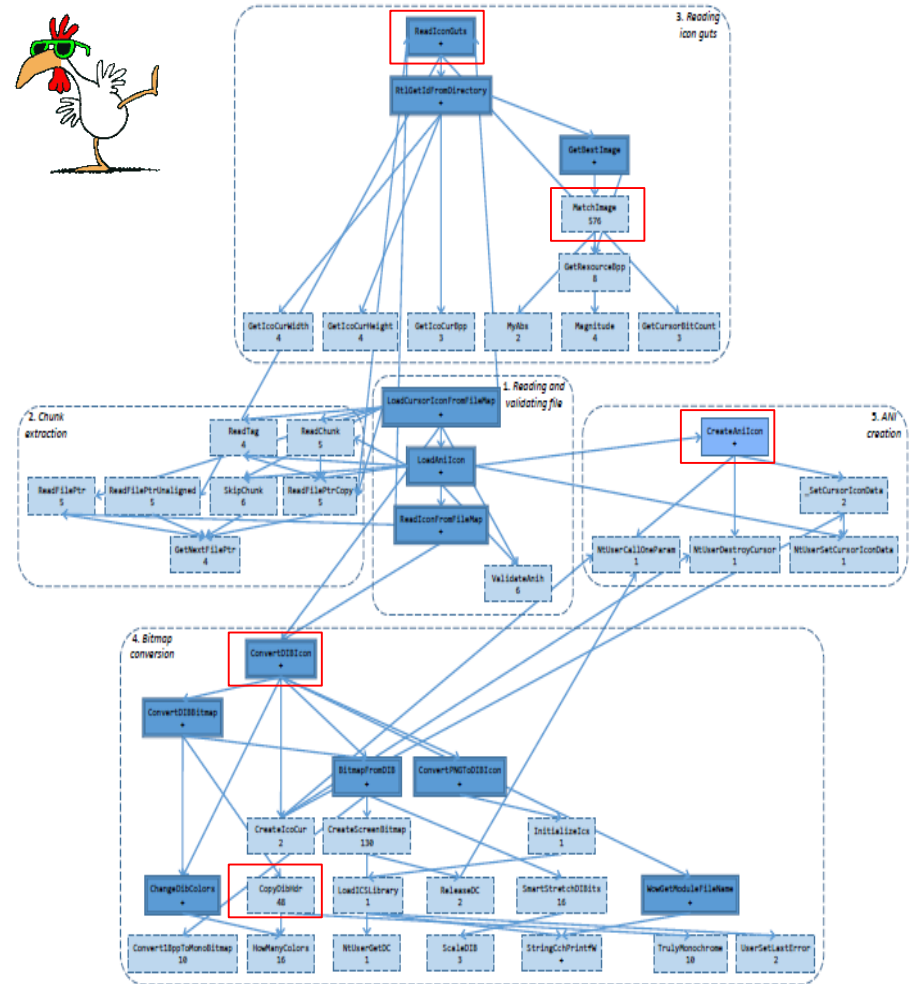 3. Reading
icon guts
ReadIconGuts
+
RtlGetIdFromDirectory
+
GetBestImage
+
MatchImage
576
GetResourceBpp
8
GetIcoCurWidth
4
GetIcoCurHeight
4
GetIcoCurBpp
3
MyAbs
2
Magnitude
4
GetCursorBitCount
3
1. Reading and
validating file
LoadCursorIconFromFileMap
+
LoadAniIcon
+
ReadIconFromFileMap
+
ValidateAnih
6
2. Chunk
extraction
ReadTag
4
ReadChunk
5
ReadFilePtr
5
ReadFilePtrUnaligned
5
SkipChunk
6
ReadFilePtrCopy
5
GetNextFilePtr
4
5. ANI
creation
CreateAniIcon
+
_SetCursorIconData
2
NtUserCallOneParam
1
NtUserDestroyCursor
1
NtUserSetCursorIconData
1
4. Bitmap
conversion
ConvertDIBIcon
+
ConvertDIBBitmap
+
BitmapFromDIB
+
ConvertPNGToDIBIcon
+
CreateIcoCur
2
CreateScreenBitmap
130
InitializeIcs
1
ChangeDibColors
+
CopyDibHdr
48
LoadICSLibrary
1
ReleaseDC
2
SmartStretchDIBits
16
WowGetModuleFileName
+
Convert1BppToMonoBitmap
10
HowManyColors
16
NtUserGetDC
1
ScaleDIB
3
StringCchPrintfW
+
TrulyMonochrome
10
UserSetLastError
2